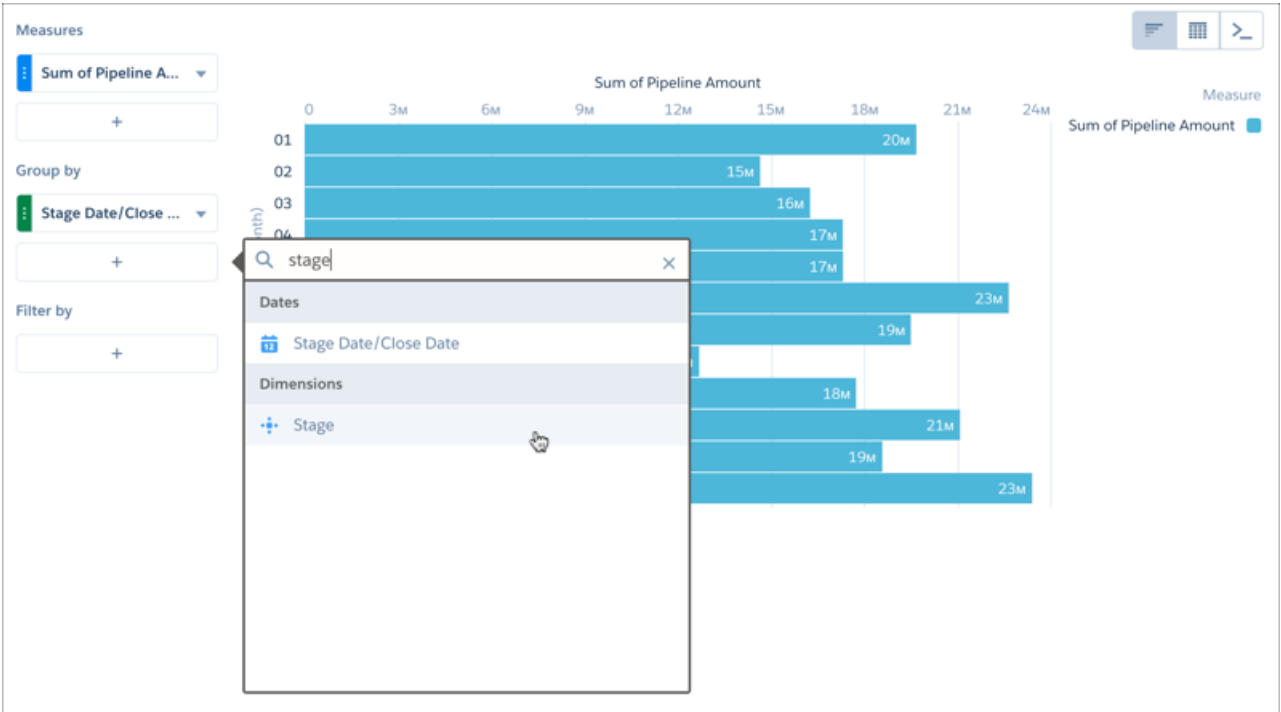 Measures
Sum of Pipeline A...
+
Group by
Stage Date/Close ...
+
Filter by
+
Sum of Pipeline Amount
0 3M 6M 9M 12M 15M 18M 21M 24M
Measure
Sum of Pipeline Amount
01 20M
02 15M
03 16M
04 17M
17M
23M
19M
18M
21M
19M
23M
stage
Dates
12
Stage Date/Close Date
Dimensions
Stage